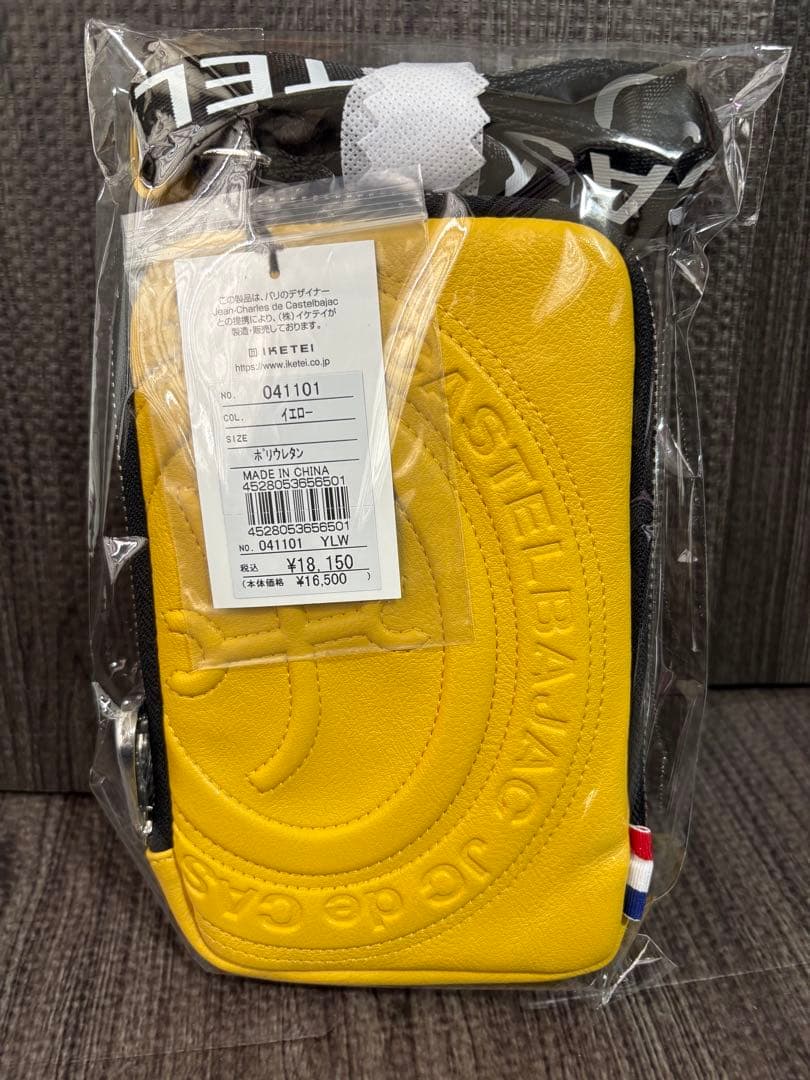 STEL
CAS
この製品は、パリのデザイナー
Jean-Charles de Castelbajac
との提携により、(株)イケテイが
製造・販売しております。
IKETEI
https://www.iketei.co.jp
NO. 041101
COL. イエロー
SIZE
ポリウレタン
MADE IN CHINA
4528053656501
4528053656501
NO. 041101 YLW
税込 ¥18,150
(本体価格 ¥16,500 )
CASTELBAJAC JC de CAS